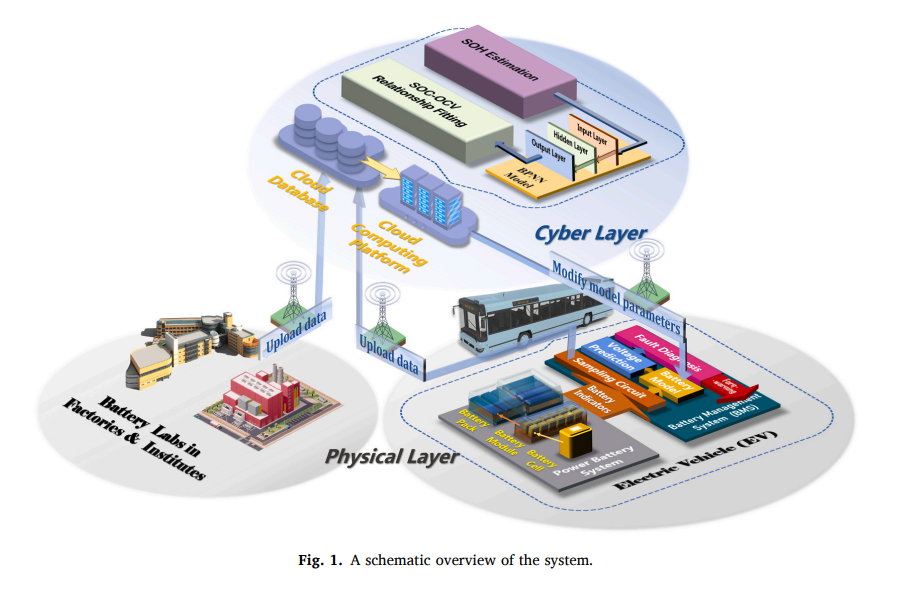 SOH Estimation
SOC-OCV
Relationship Fitting
Input Layer
Hidden Layer
Output Layer
BPNN
Model
Cloud
Database
Cloud
Computing
Platform
Cyber Layer
Modify model parameters
Upload data
Upload data
Fault Diagnosis
Voltage
Prediction
Sampling Circuit
Battery
Model
Battery
Indicators
Battery Management
System (BMS)
Battery
Pack
Battery
Module
Battery
Cell
Power Battery
System
Electric Vehicle (EV)
Battery Labs in
Factories & Institutes
Physical Layer
Fig. 1. A schematic overview of the system.